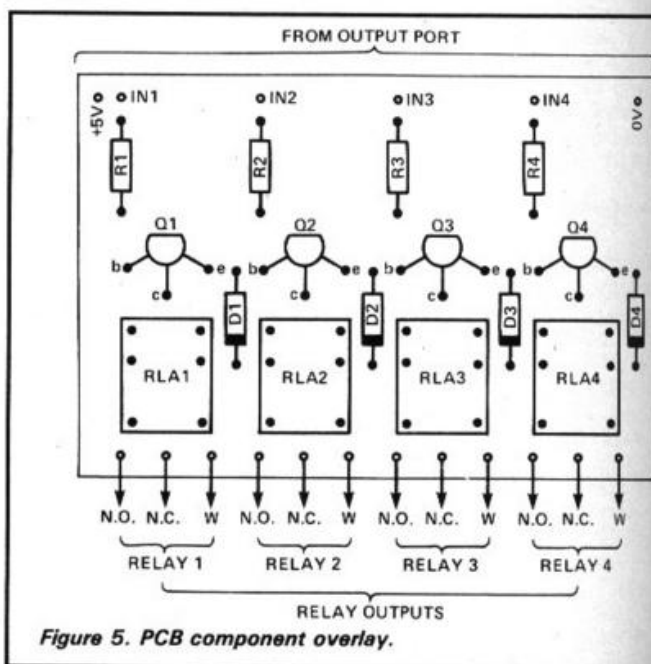 FROM OUTPUT PORT
+5V IN1 IN2 IN3 IN4 0V
R1 R2 R3 R4
Q1 Q2 Q3 Q4
b e b e b e b e
c c c c
D1 D2 D3 D4
RLA1 RLA2 RLA3 RLA4
N.O. N.C. W N.O. N.C. W N.O. N.C. W N.O. N.C. W
RELAY 1 RELAY 2 RELAY 3 RELAY 4
RELAY OUTPUTS
Figure 5. PCB component overlay.